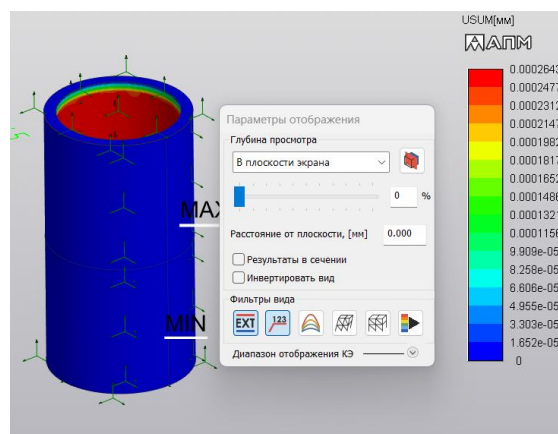 USUM[мм]
АПМ
0.0002643
0.0002477
0.0002312
0.0002147
0.0001982
0.0001817
0.0001652
0.0001486
0.0001321
0.0001156
9.909e-05
8.258e-05
6.606e-05
4.955e-05
3.303e-05
1.652e-05
0
MAX
MIN
Параметры отображения
Глубина просмотра
В плоскости экрана
0 %
Расстояние от плоскости, [мм] 0.000
Результаты в сечении
Инвертировать вид
Фильтры вида
EXT 123
Диапазон отображения КЭ